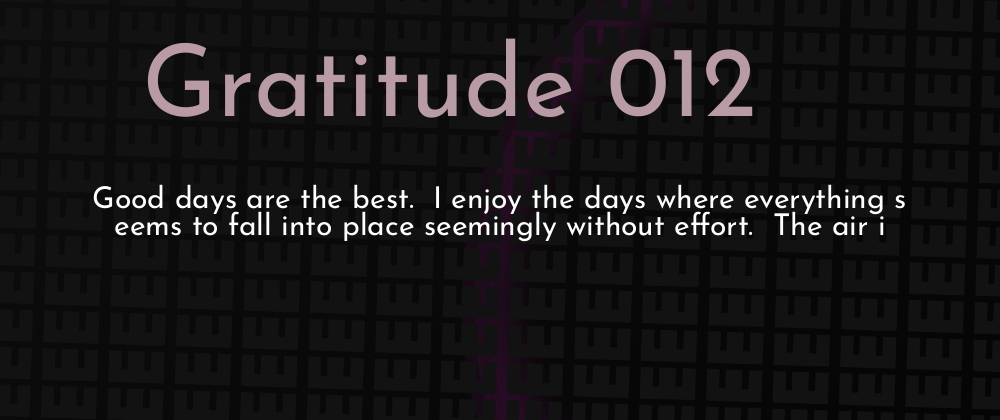 Gratitude 012
Good days are the best.  I enjoy the days where everything s
eems to fall into place seemingly without effort.  The air i